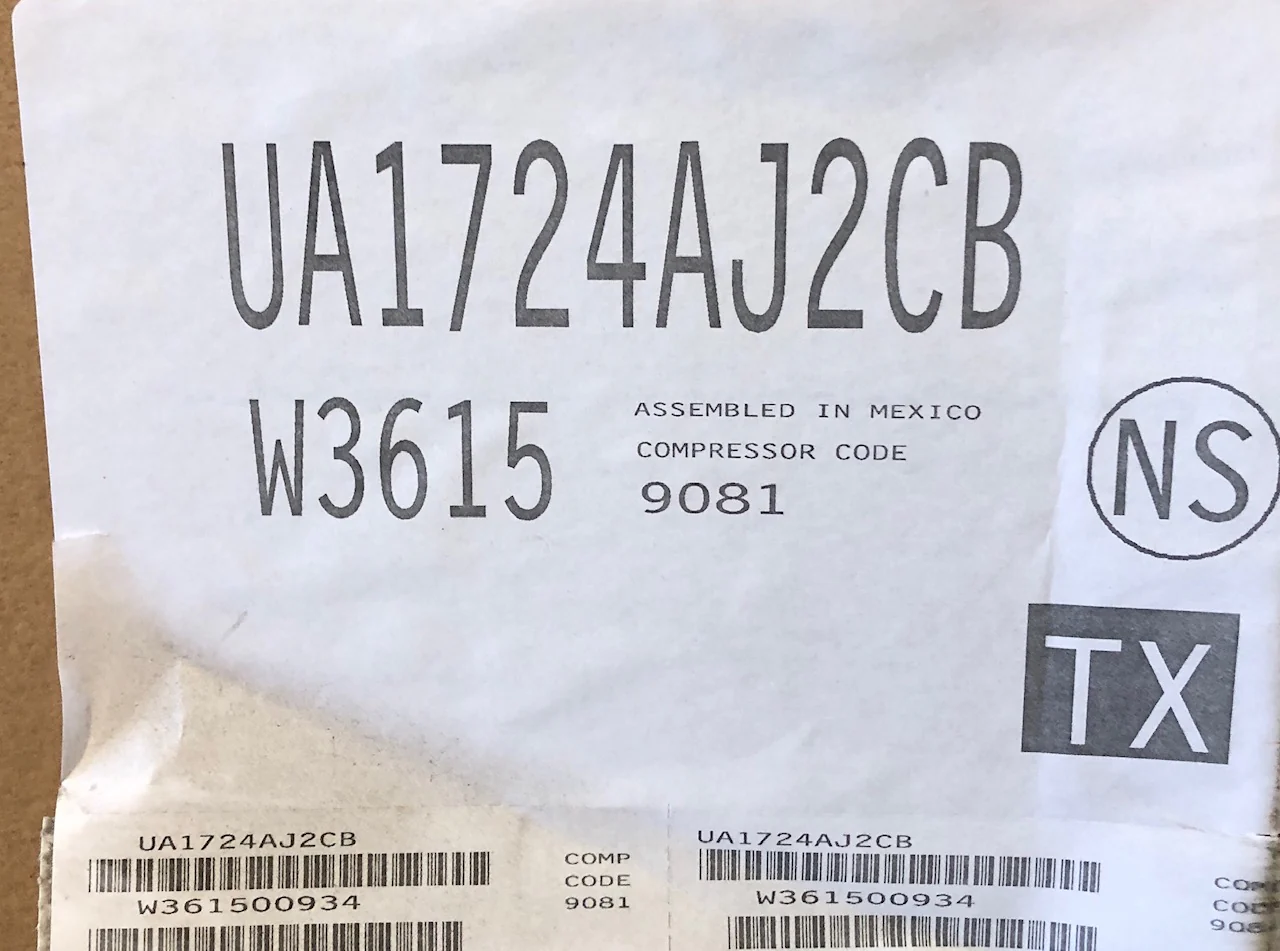 UA1724AJ2CB
W3615
ASSEMBLED IN MEXICO
COMPRESSOR CODE
9081
NS
TX
UA1724AJ2CB
W361500934
COMP
CODE
9081
UA1724AJ2CB
W361500934